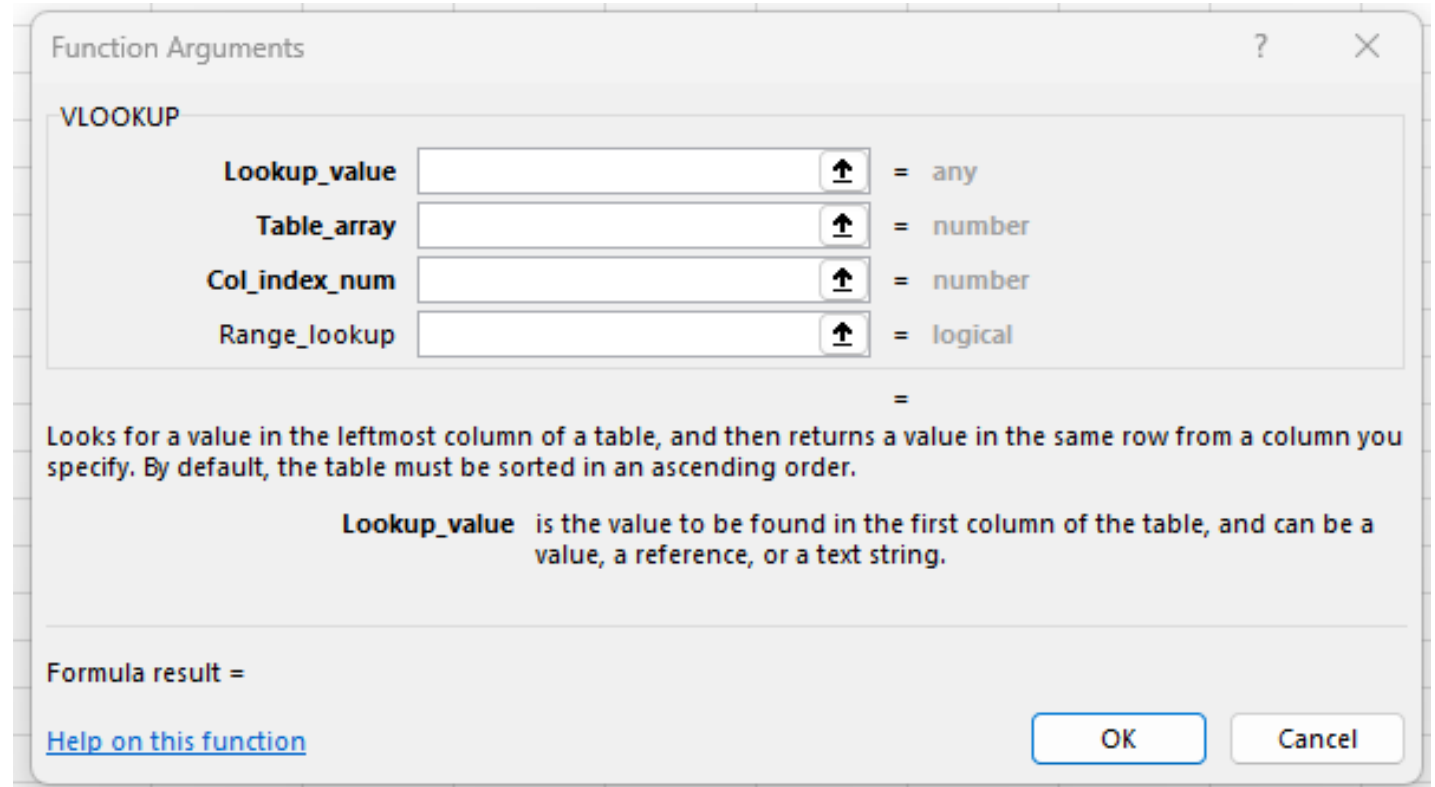 Function Arguments ?
VLOOKUP
Lookup_value = any
Table_array = number
Col_index_num = number
Range_lookup = logical
=
Looks for a value in the leftmost column of a table, and then returns a value in the same row from a column you
specify. By default, the table must be sorted in an ascending order.
Lookup_value is the value to be found in the first column of the table, and can be a
value, a reference, or a text string.
Formula result =
Help on this function OK Cancel